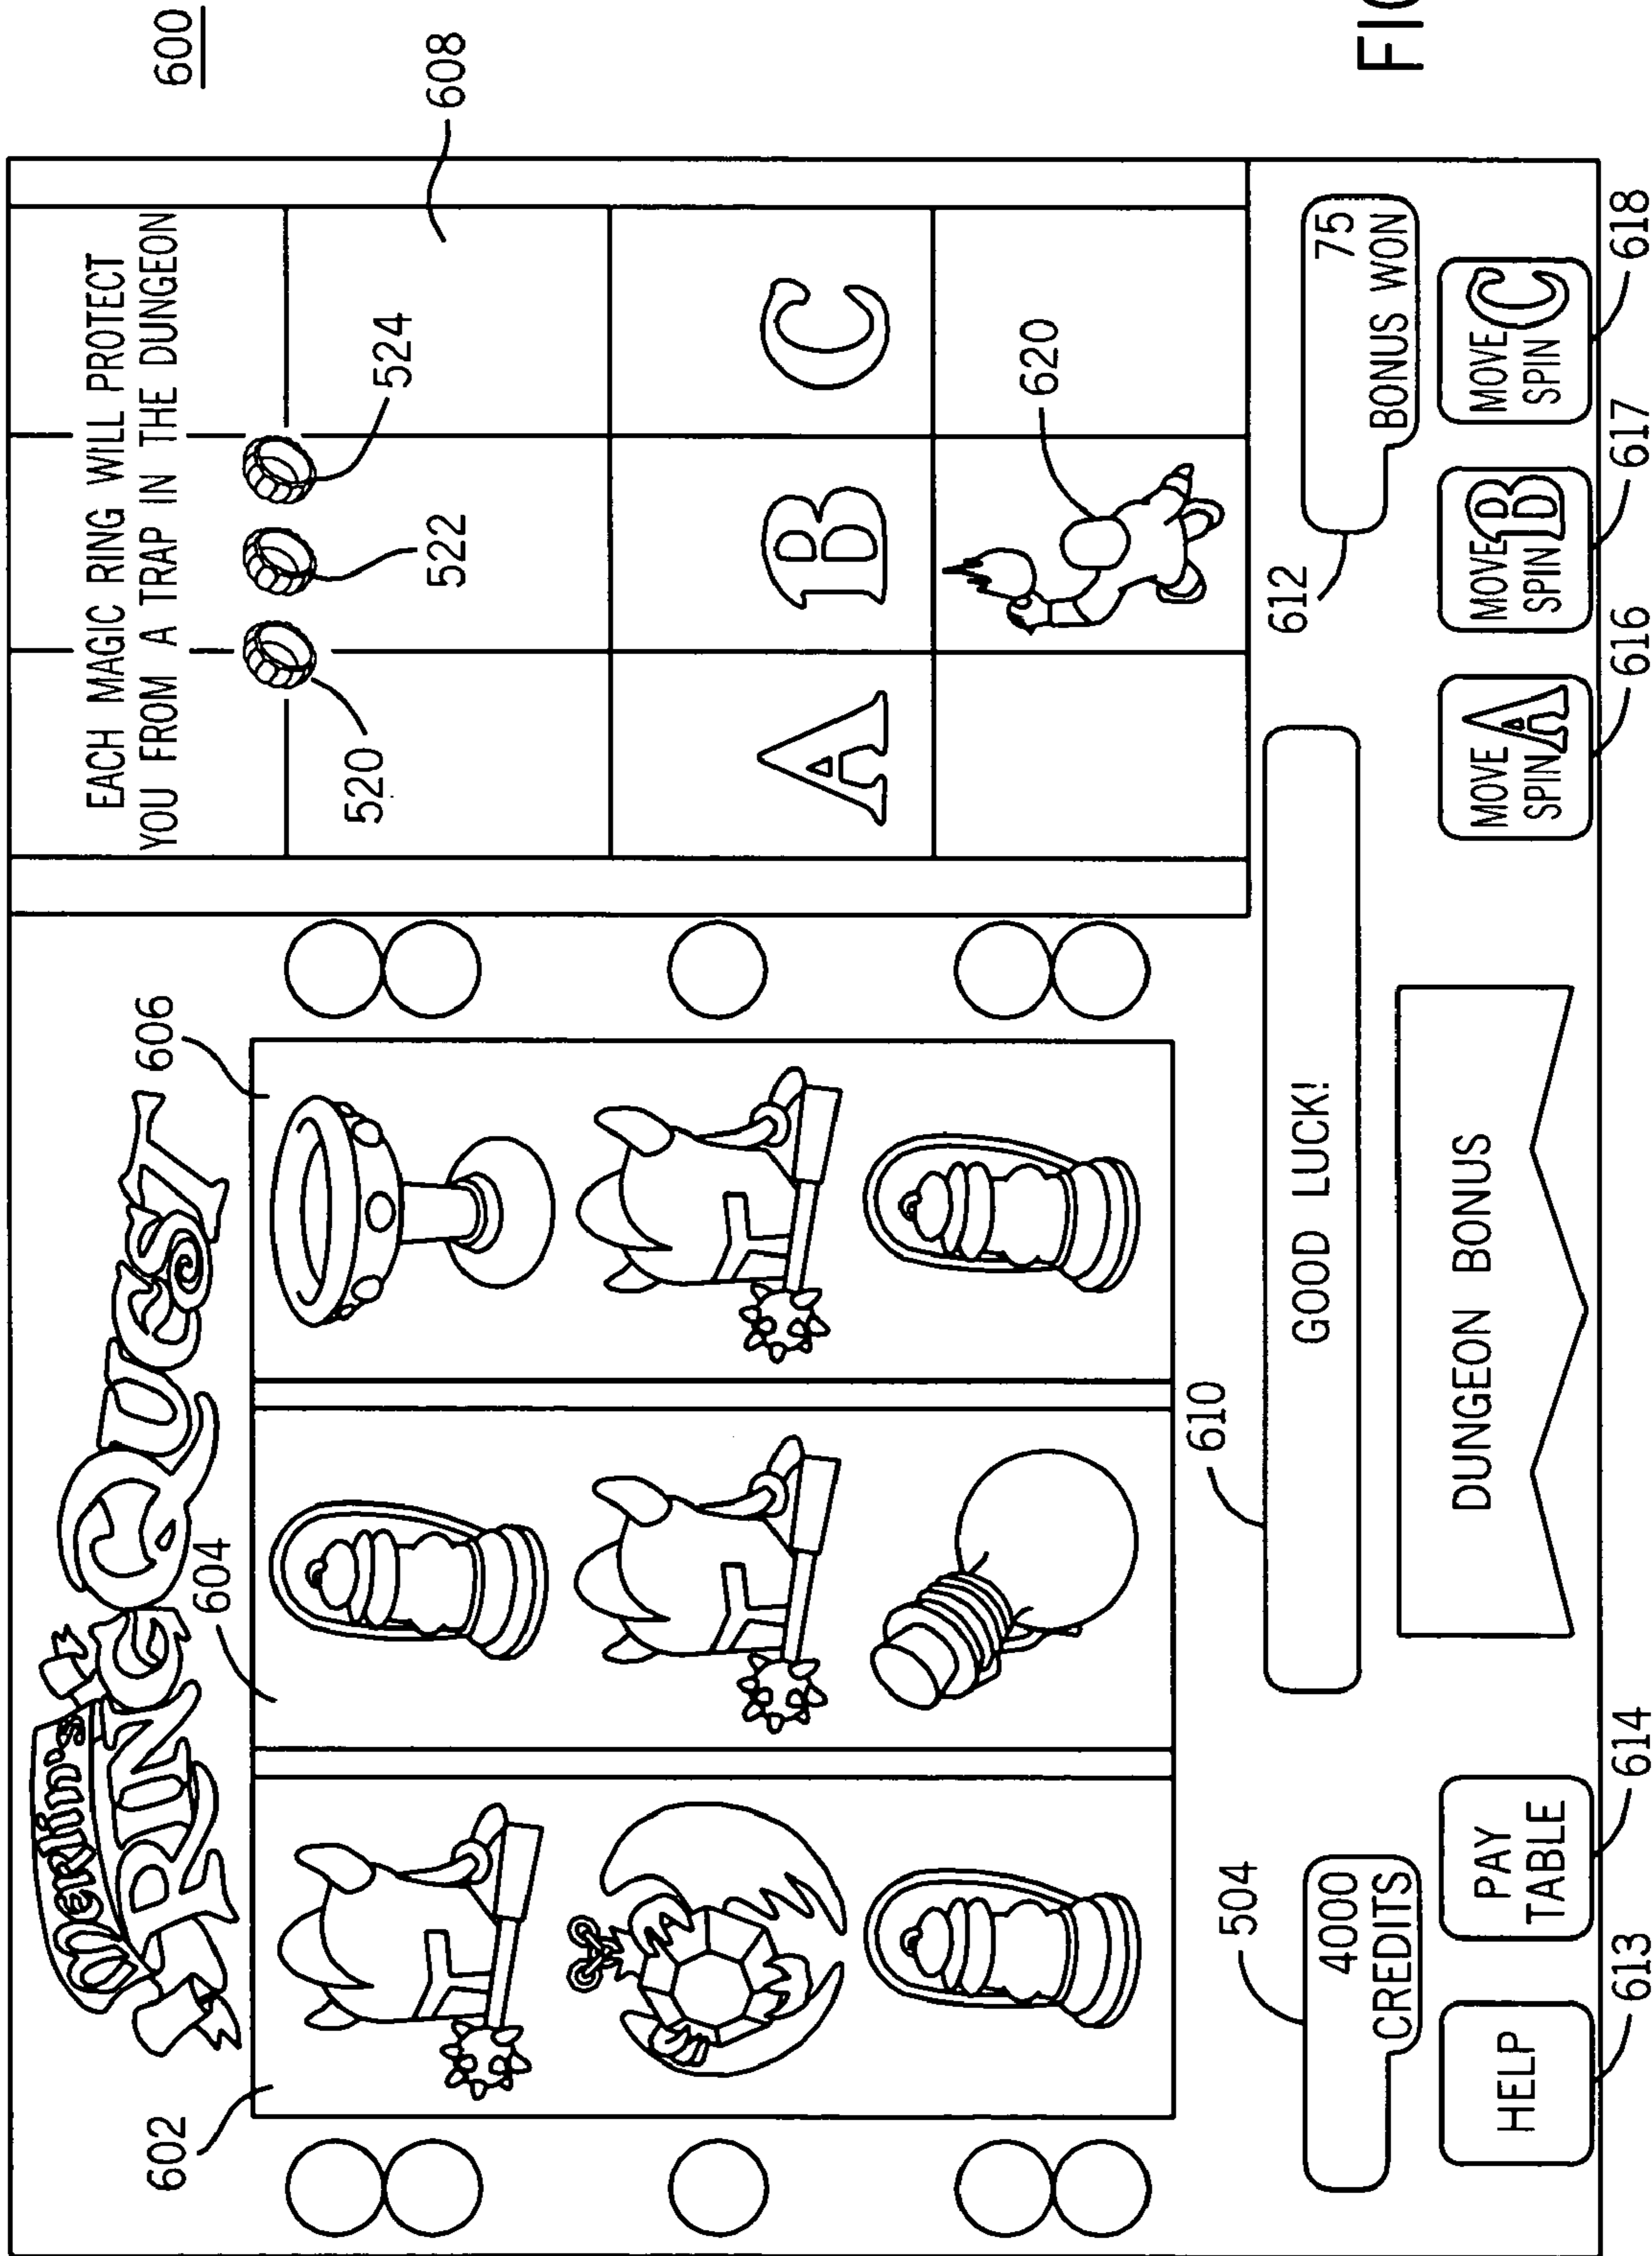 600
Merlin's
RING QUEST
EACH MAGIC RING WILL PROTECT
YOU FROM A TRAP IN THE DUNGEON
602
604
606
520
522
524
608
A
B
C
620
610
612
GOOD LUCK!
504
4000
CREDITS
75
BONUS WON
DUNGEON BONUS
HELP
PAY
TABLE
MOVE
SPIN A
MOVE
SPIN B
MOVE
SPIN C
613
614
616
617
618